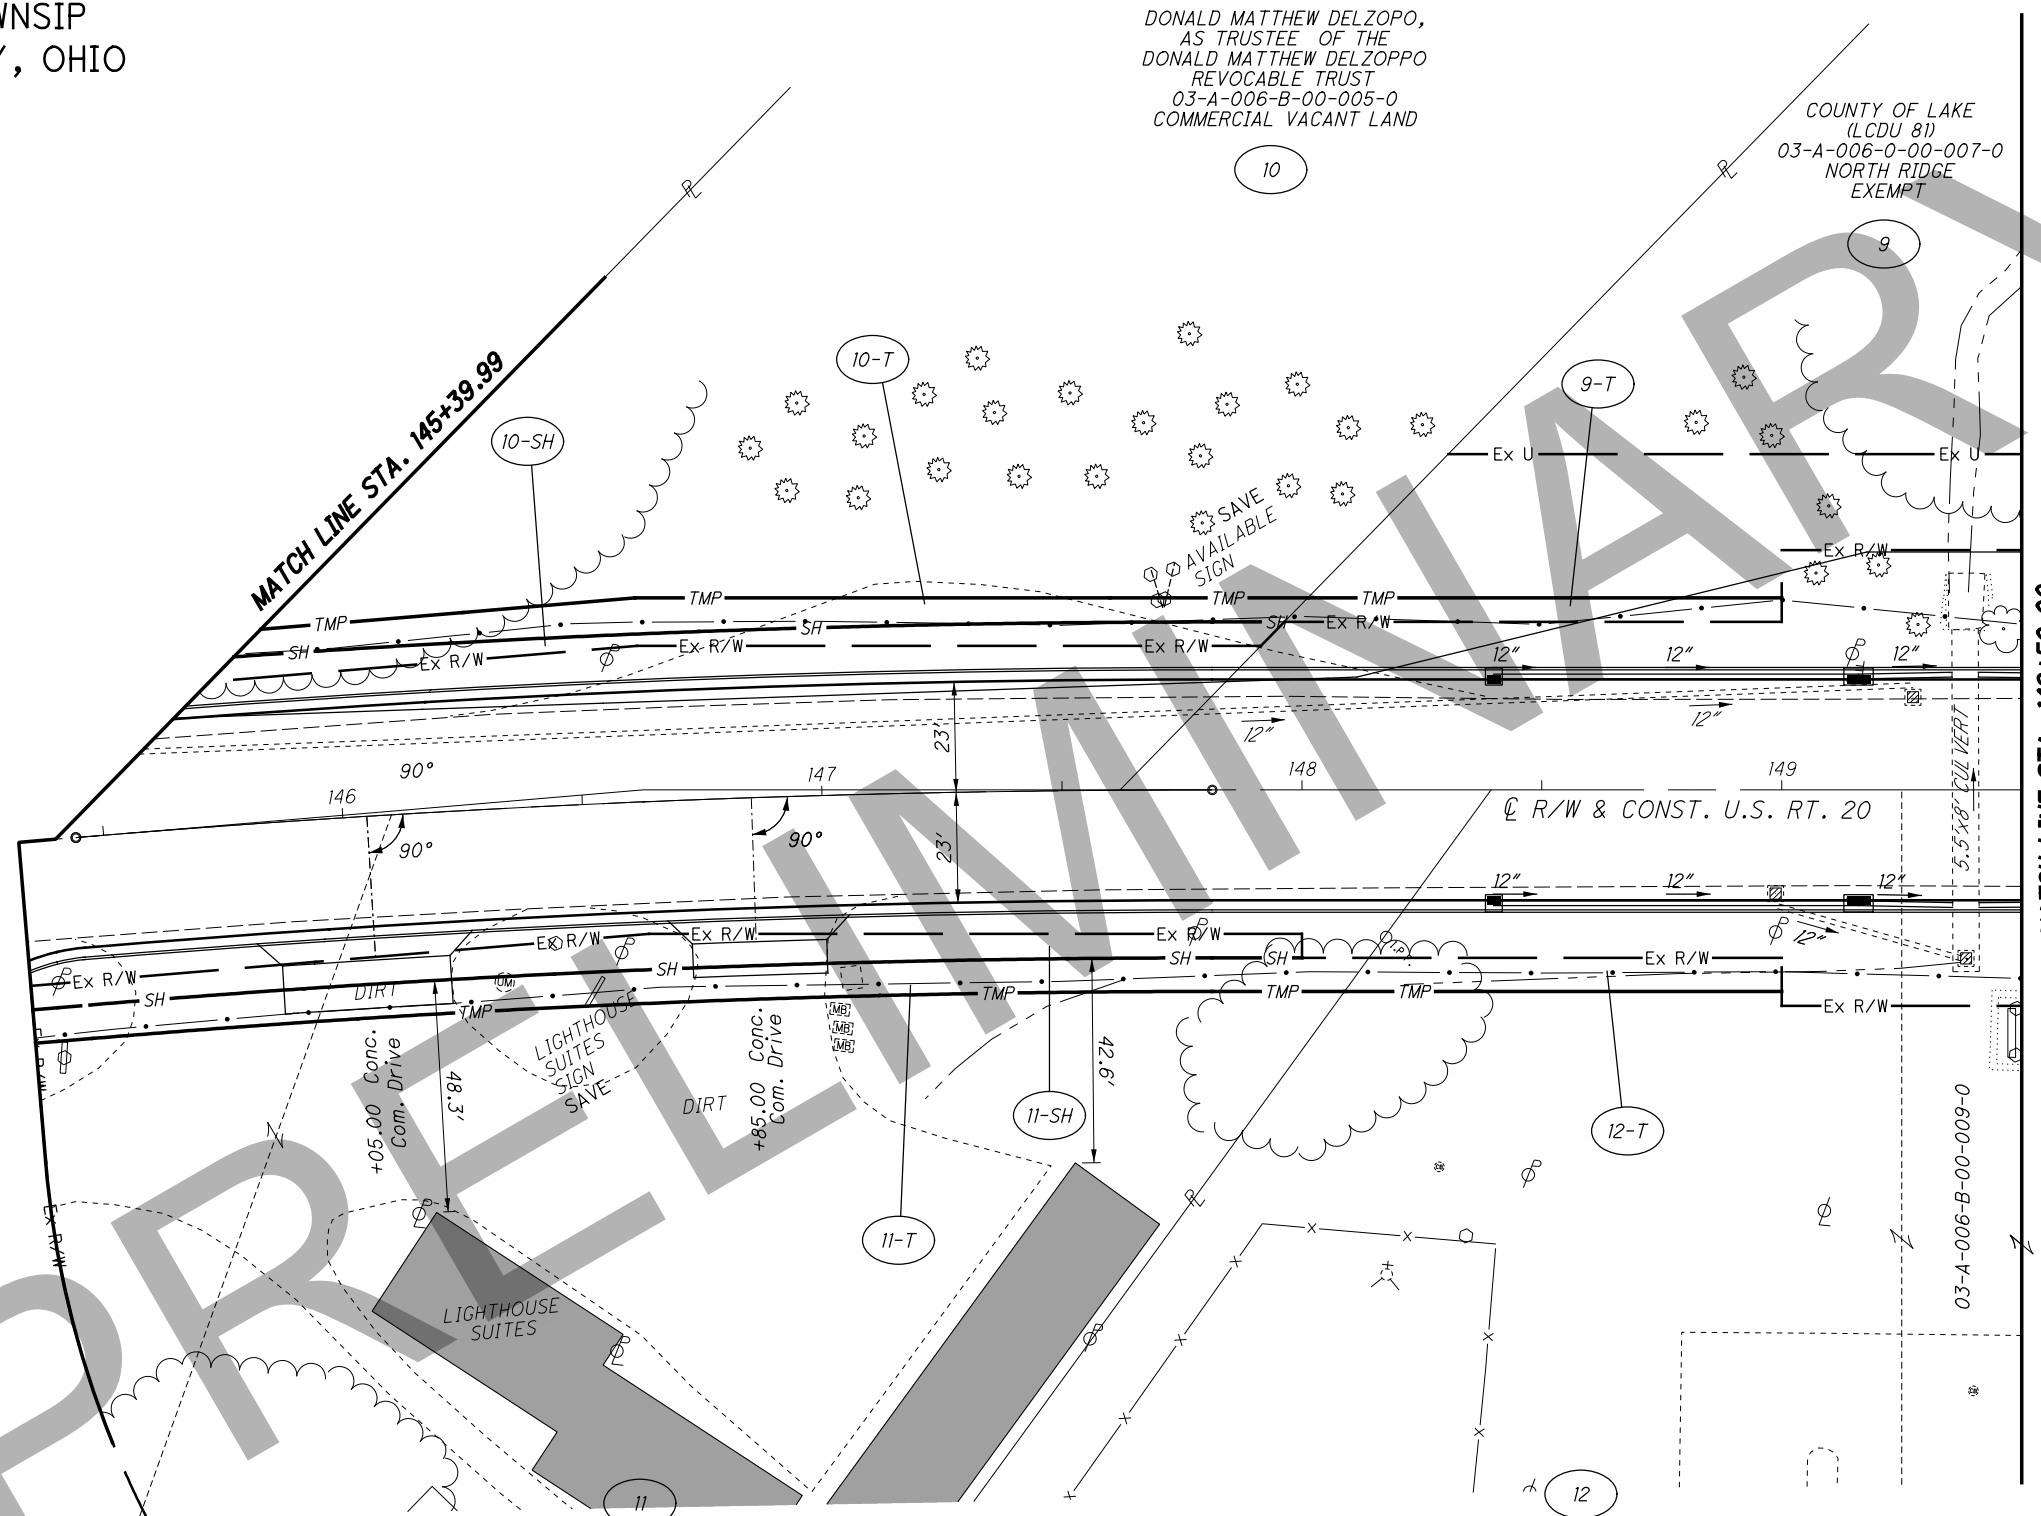 WNSIP
Y, OHIO
DONALD MATTHEW DELZOPO,
AS TRUSTEE OF THE
DONALD MATTHEW DELZOPPO
REVOCABLE TRUST
03-A-006-B-00-005-0
COMMERCIAL VACANT LAND
10
COUNTY OF LAKE
(LCDU 81)
03-A-006-0-00-007-0
NORTH RIDGE
EXEMPT
9
MATCH LINE STA. 145+39.99
10-SH
10-T
9-T
Ex U
Ex U
SAVE
AVAILABLE
SIGN
Ex R/W
TMP
TMP
TMP
TMP
SH
SH
SH
Ex R/W
Ex R/W
Ex R/W
Ex R/W
12"
12"
12"
12"
12"
23'
90°
146
147
148
149
℄ R/W & CONST. U.S. RT. 20
90°
90°
23'
5.5'x8' CULVERT
12"
12"
12"
12"
Ex R/W
Ex R/W
Ex R/W
Ex R/W
Ex R/W
Ex R/W
SH
SH
SH
SH
I.P.
DIRT
UM
TMP
TMP
TMP
TMP
MB
MB
MB
LIGHTHOUSE
SUITES
SIGN
SAVE
+05.00 Conc.
Com. Drive
48.3'
DIRT
+85.00 Conc.
Com. Drive
42.6'
11-SH
12-T
11-T
03-A-006-B-00-009-0
R/W
Ex R/W
LIGHTHOUSE
SUITES
11
12
PRELIMINARY